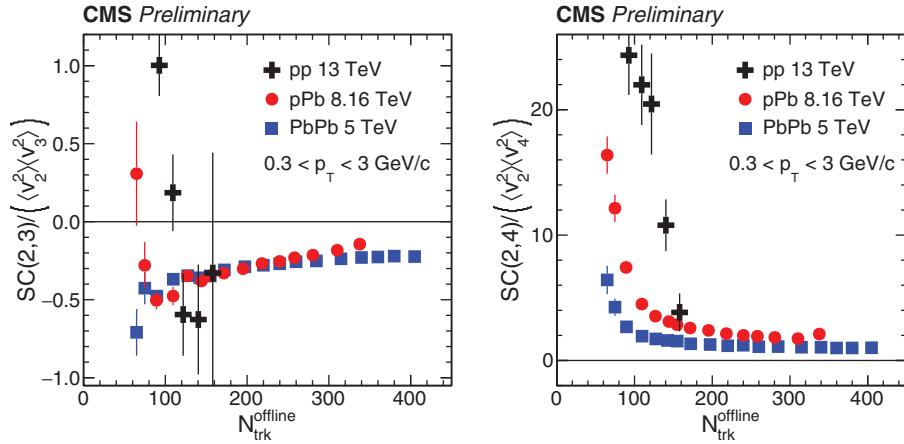 CMS Preliminary
SC(2,3)/⟨v₂²⟩⟨v₃²⟩
1.0
0.5
0.0
−0.5
−1.0
pp 13 TeV
pPb 8.16 TeV
PbPb 5 TeV
0.3 < p_T < 3 GeV/c
0 100 200 300 400
N_trk^offline
CMS Preliminary
SC(2,4)/⟨v₂²⟩⟨v₄²⟩
20
10
0
pp 13 TeV
pPb 8.16 TeV
PbPb 5 TeV
0.3 < p_T < 3 GeV/c
0 100 200 300 400
N_trk^offline